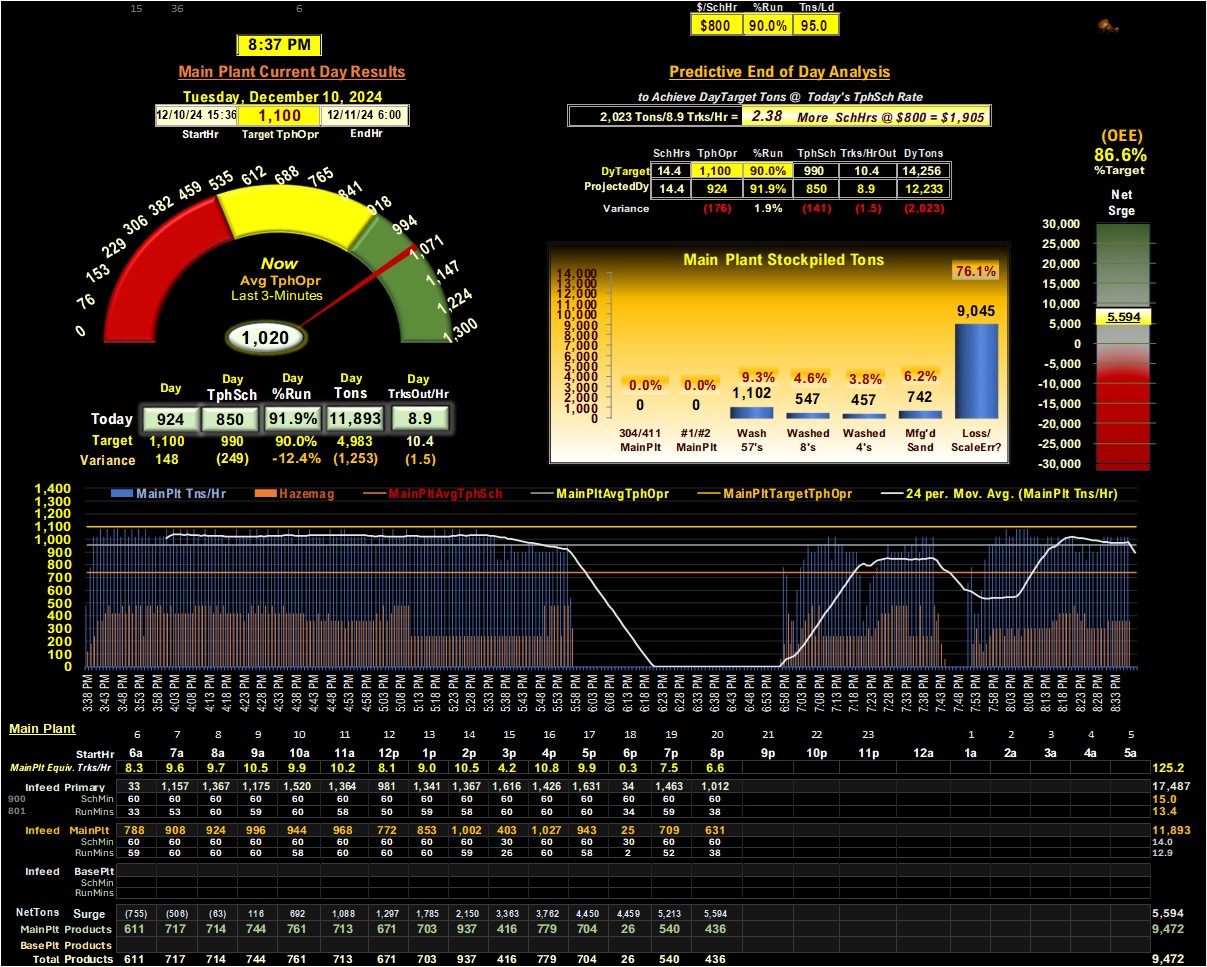 15 36 6
$/SchHr %Run Tns/Ld
$800 90.0% 95.0
8:37 PM
Main Plant Current Day Results
Tuesday, December 10, 2024
12/10/24 15:36 1,100 12/11/24 6:00
StartHr Target TphOpr EndHr
Predictive End of Day Analysis
to Achieve DayTarget Tons @ Today's TphSch Rate
2,023 Tons/8.9 Trks/Hr = 2.38 More SchHrs @ $800 = $1,905
SchHrs TphOpr %Run TphSch Trks/HrOut DyTons
DyTarget 14.4 1,100 90.0% 990 10.4 14,256
ProjectedDy 14.4 924 91.9% 850 8.9 12,233
Variance (176) 1.9% (141) (1.5) (2,023)
(OEE)
86.6%
%Target
Net
Srge
30,000
25,000
20,000
15,000
10,000
5,000
0
-5,000
-10,000
-15,000
-20,000
-25,000
-30,000
5,594
0 76 153 229 306 382 459 535 612 688 765 841 918 994 1,071 1,147 1,224 1,300
Now
Avg TphOpr
Last 3-Minutes
1,020
Day Day Day Day Day
TphSch %Run Tons TrksOut/Hr
Today 924 850 91.9% 11,893 8.9
Target 1,100 990 90.0% 4,983 10.4
Variance 148 (249) -12.4% (1,253) (1.5)
Main Plant Stockpiled Tons
14,000
13,000
12,000
11,000
10,000
9,000
8,000
7,000
6,000
5,000
4,000
3,000
2,000
1,000
0
0.0% 0.0% 9.3% 4.6% 3.8% 6.2% 76.1%
0 0 1,102 547 457 742 9,045
304/411 #1/#2 Wash Washed Washed Mfg'd Loss/
MainPlt MainPlt 57's 8's 4's Sand ScaleErr?
MainPlt Tns/Hr Hazemag MainPltAvgTphSch MainPltAvgTphOpr MainPltTargetTphOpr 24 per. Mov. Avg. (MainPlt Tns/Hr)
1,400
1,300
1,200
1,100
1,000
900
800
700
600
500
400
300
200
100
0
3:38 PM 3:43 PM 3:48 PM 3:53 PM 3:58 PM 4:03 PM 4:08 PM 4:13 PM 4:18 PM 4:23 PM 4:28 PM 4:33 PM 4:38 PM 4:43 PM 4:48 PM 4:53 PM 4:58 PM 5:03 PM 5:08 PM 5:13 PM 5:18 PM 5:23 PM 5:28 PM 5:33 PM 5:38 PM 5:43 PM 5:48 PM 5:53 PM 5:58 PM 6:03 PM 6:08 PM 6:13 PM 6:18 PM 6:23 PM 6:28 PM 6:33 PM 6:38 PM 6:43 PM 6:48 PM 6:53 PM 6:58 PM 7:03 PM 7:08 PM 7:13 PM 7:18 PM 7:23 PM 7:28 PM 7:33 PM 7:38 PM 7:43 PM 7:48 PM 7:53 PM 7:58 PM 8:03 PM 8:08 PM 8:13 PM 8:18 PM 8:23 PM 8:28 PM 8:33 PM
Main Plant
6 7 8 9 10 11 12 13 14 15 16 17 18 19 20 21 22 23 1 2 3 4 5
StartHr 6a 7a 8a 9a 10a 11a 12p 1p 2p 3p 4p 5p 6p 7p 8p 9p 10p 11p 12a 1a 2a 3a 4a 5a
MainPlt Equiv. Trks/Hr 8.3 9.6 9.7 10.5 9.9 10.2 8.1 9.0 10.5 4.2 10.8 9.9 0.3 7.5 6.6 125.2
Infeed Primary 33 1,157 1,367 1,175 1,520 1,364 981 1,341 1,367 1,616 1,426 1,631 34 1,463 1,012 17,487
900 SchMin 60 60 60 60 60 60 60 60 60 60 60 60 60 60 60 15.0
801 RunMins 33 53 60 59 60 58 50 59 58 60 60 60 34 59 38 13.4
Infeed MainPlt 788 908 924 996 944 968 772 853 1,002 403 1,027 943 25 709 631 11,893
SchMin 60 60 60 60 60 60 60 60 60 30 60 60 30 60 60 14.0
RunMins 59 60 60 60 58 60 60 60 59 26 60 58 2 52 38 12.9
Infeed BasePlt
SchMin
RunMins
NetTons Surge (755) (506) (63) 116 692 1,088 1,297 1,785 2,150 3,363 3,762 4,450 4,459 5,213 5,594 5,594
MainPlt Products 611 717 714 744 761 713 671 703 937 416 779 704 26 540 436 9,472
BasePlt Products
Total Products 611 717 714 744 761 713 671 703 937 416 779 704 26 540 436 9,472